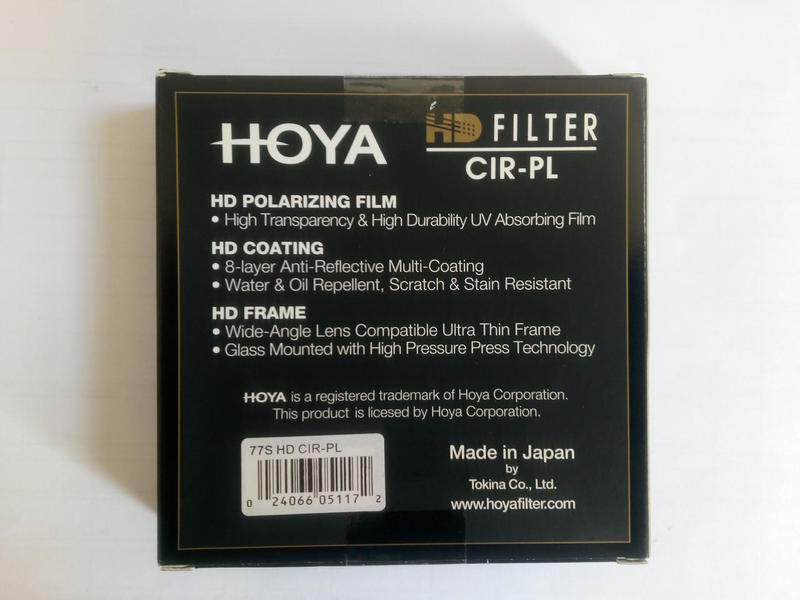 HOYA
HD FILTER
CIR-PL
HD POLARIZING FILM
• High Transparency & High Durability UV Absorbing Film
HD COATING
• 8-layer Anti-Reflective Multi-Coating
• Water & Oil Repellent, Scratch & Stain Resistant
HD FRAME
• Wide-Angle Lens Compatible Ultra Thin Frame
• Glass Mounted with High Pressure Press Technology
HOYA is a registered trademark of Hoya Corporation.
This product is licesed by Hoya Corporation.
77S HD CIR-PL
0 24066 05117 2
Made in Japan
by
Tokina Co., Ltd.
www.hoyafilter.com